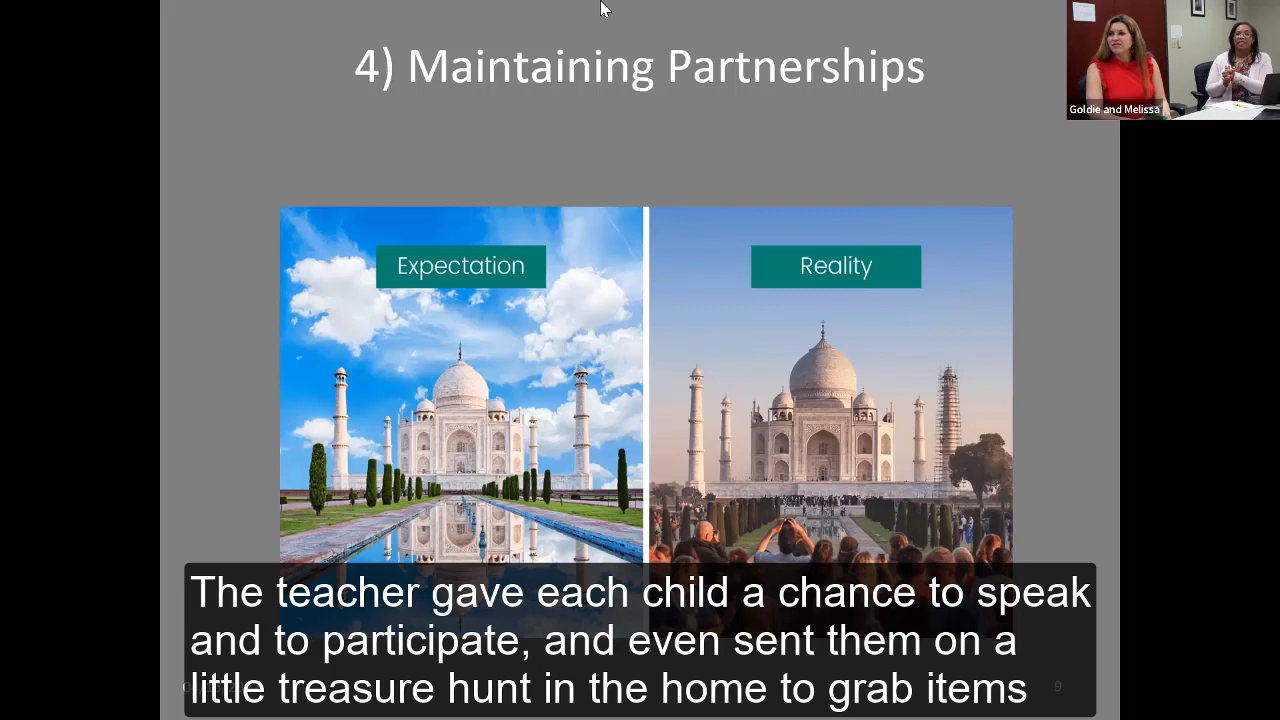 4) Maintaining Partnerships
Goldie and Melissa
Expectation
Reality
The teacher gave each child a chance to speak
and to participate, and even sent them on a
little treasure hunt in the home to grab items
9